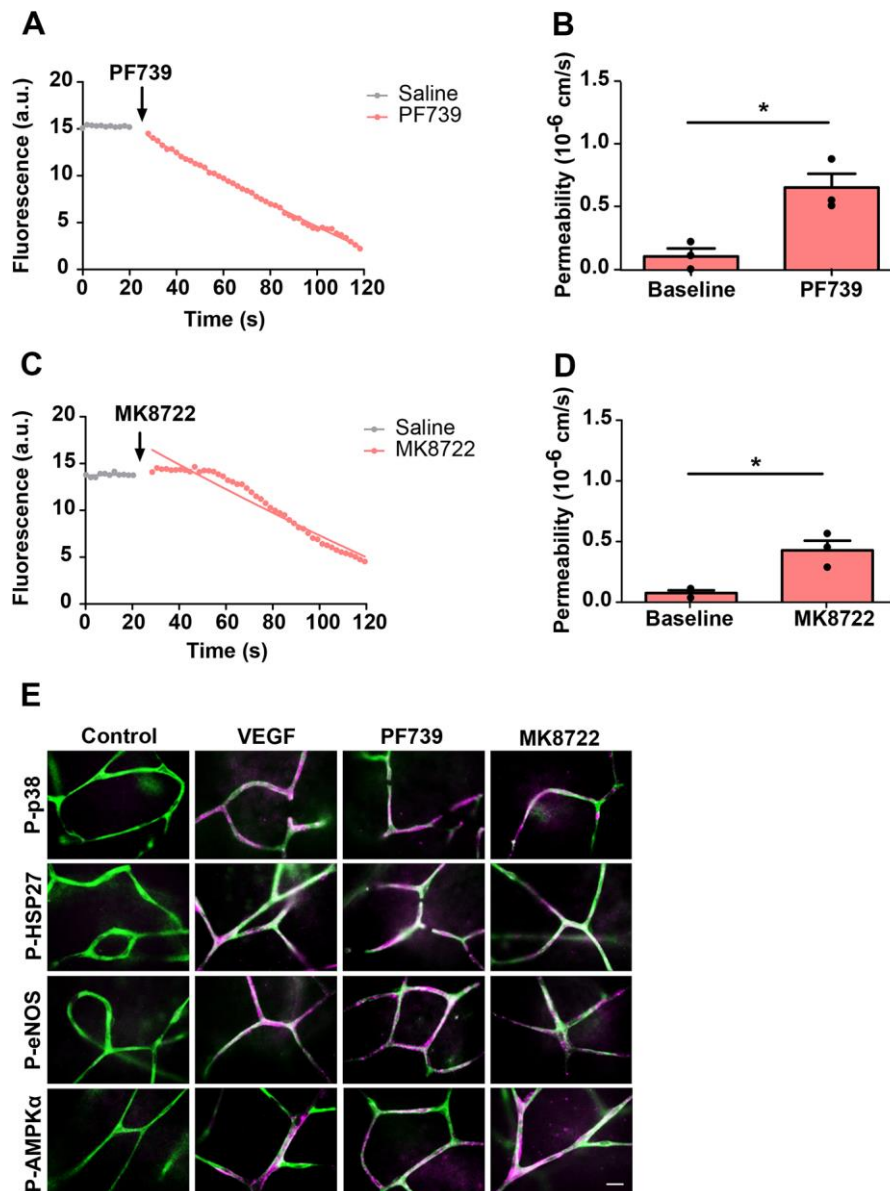 A
PF739
Fluorescence (a.u.)
20
15
10
5
0
0 20 40 60 80 100 120
Time (s)
Saline
PF739
B
Permeability (10⁻⁶ cm/s)
1.5
1.0
0.5
0.0
*
Baseline PF739
C
MK8722
Fluorescence (a.u.)
20
15
10
5
0
0 20 40 60 80 100 120
Time (s)
Saline
MK8722
D
Permeability (10⁻⁶ cm/s)
1.5
1.0
0.5
0.0
*
Baseline MK8722
E
Control VEGF PF739 MK8722
P-p38
P-HSP27
P-eNOS
P-AMPKα